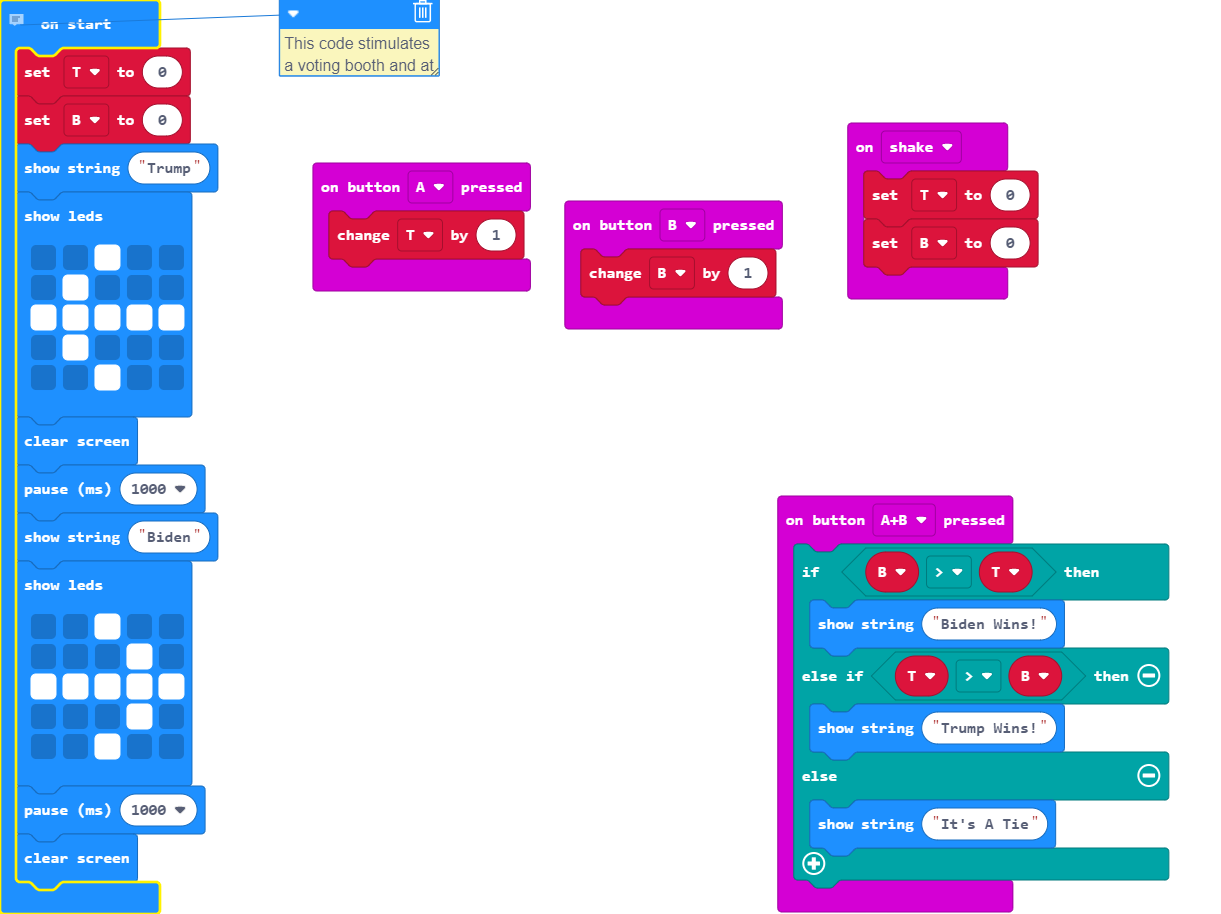 on start
set T to 0
set B to 0
show string "Trump"
show leds
clear screen
pause (ms) 1000
show string "Biden"
show leds
pause (ms) 1000
clear screen
This code stimulates
a voting booth and at
on button A pressed
change T by 1
on button B pressed
change B by 1
on shake
set T to 0
set B to 0
on button A+B pressed
if B > T then
show string "Biden Wins!"
else if T > B then
show string "Trump Wins!"
else
show string "It's A Tie"